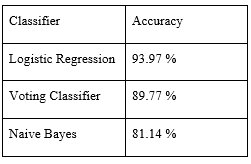 Classifier Accuracy
Logistic Regression 93.97 %
Voting Classifier 89.77 %
Naive Bayes 81.14 %